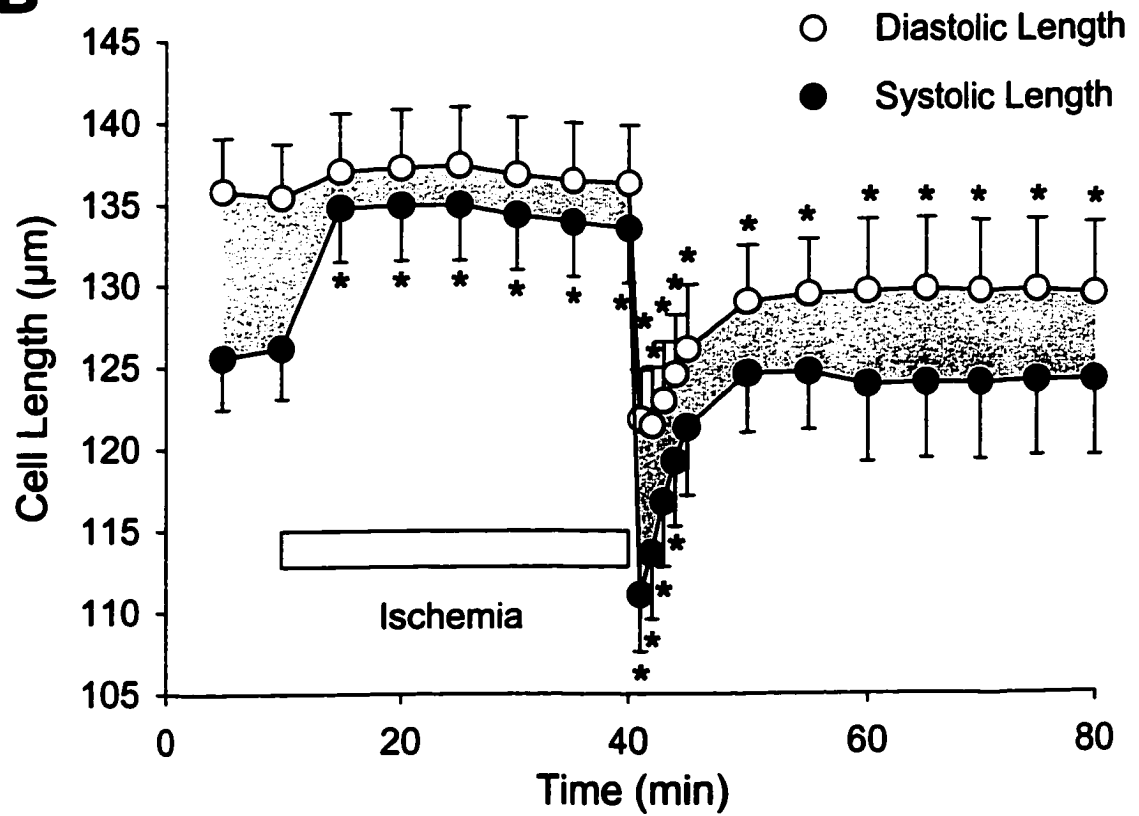 B
Diastolic Length
Systolic Length
145
140
135
130
125
120
115
110
105
Cell Length (µm)
* * * * * * * * * * * * * * * * *
* * * *
Ischemia
0 20 40 60 80
Time (min)